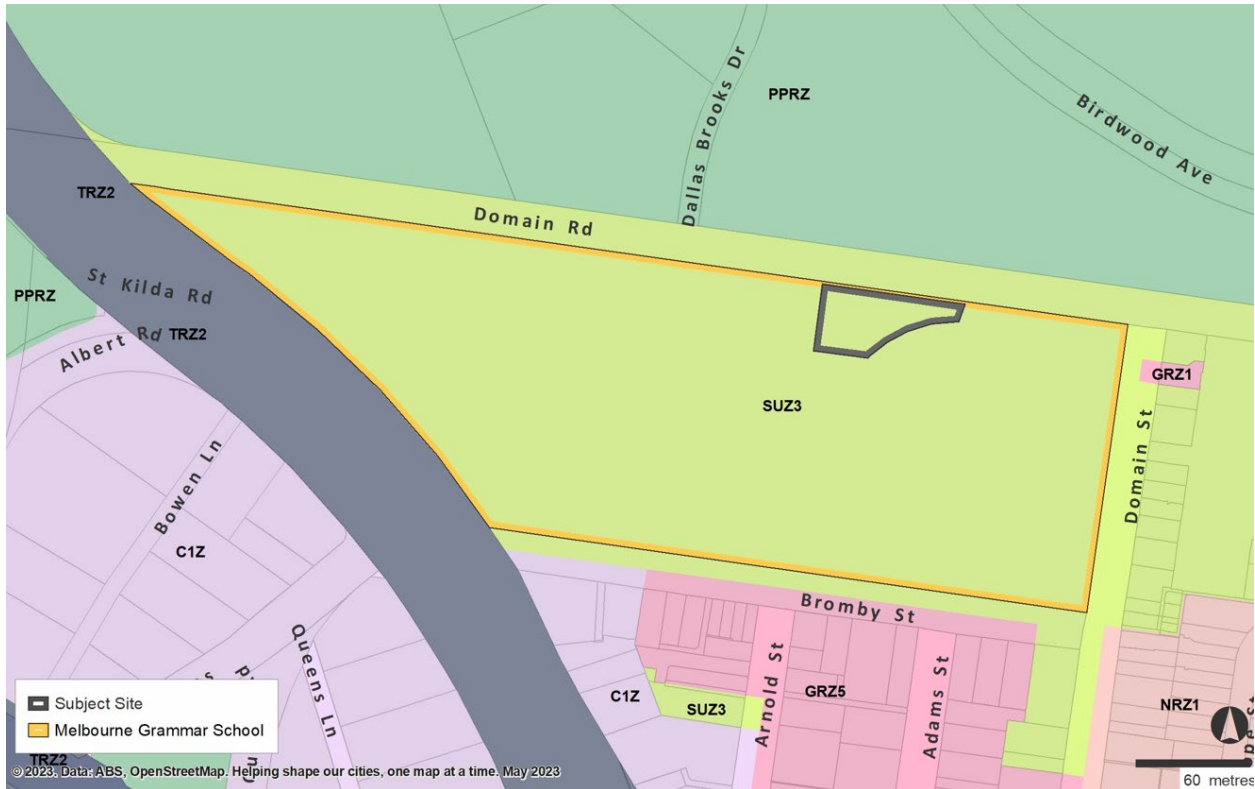 PPRZ
Dallas Brooks Dr
Birdwood Ave
TRZ2
Domain Rd
St Kilda Rd
PPRZ
TRZ2
Albert Rd
GRZ1
SUZ3
Domain St
Bowen Ln
C1Z
Bromby St
Queens Ln
Arnold St
Adams St
C1Z
GRZ5
SUZ3
NRZ1
Subject Site
Melbourne Grammar School
TRZ2
© 2023. Data: ABS, OpenStreetMap. Helping shape our cities, one map at a time. May 2023
60 metres